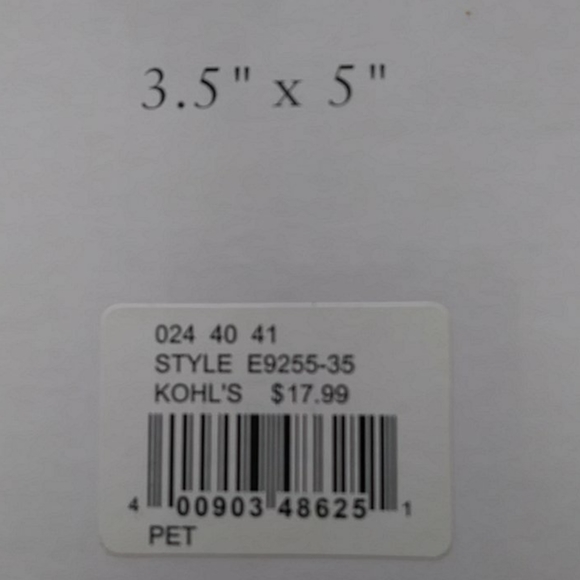 3.5" x 5"
024 40 41
STYLE E9255-35
KOHL'S $17.99
4 00903 48625 1
PET